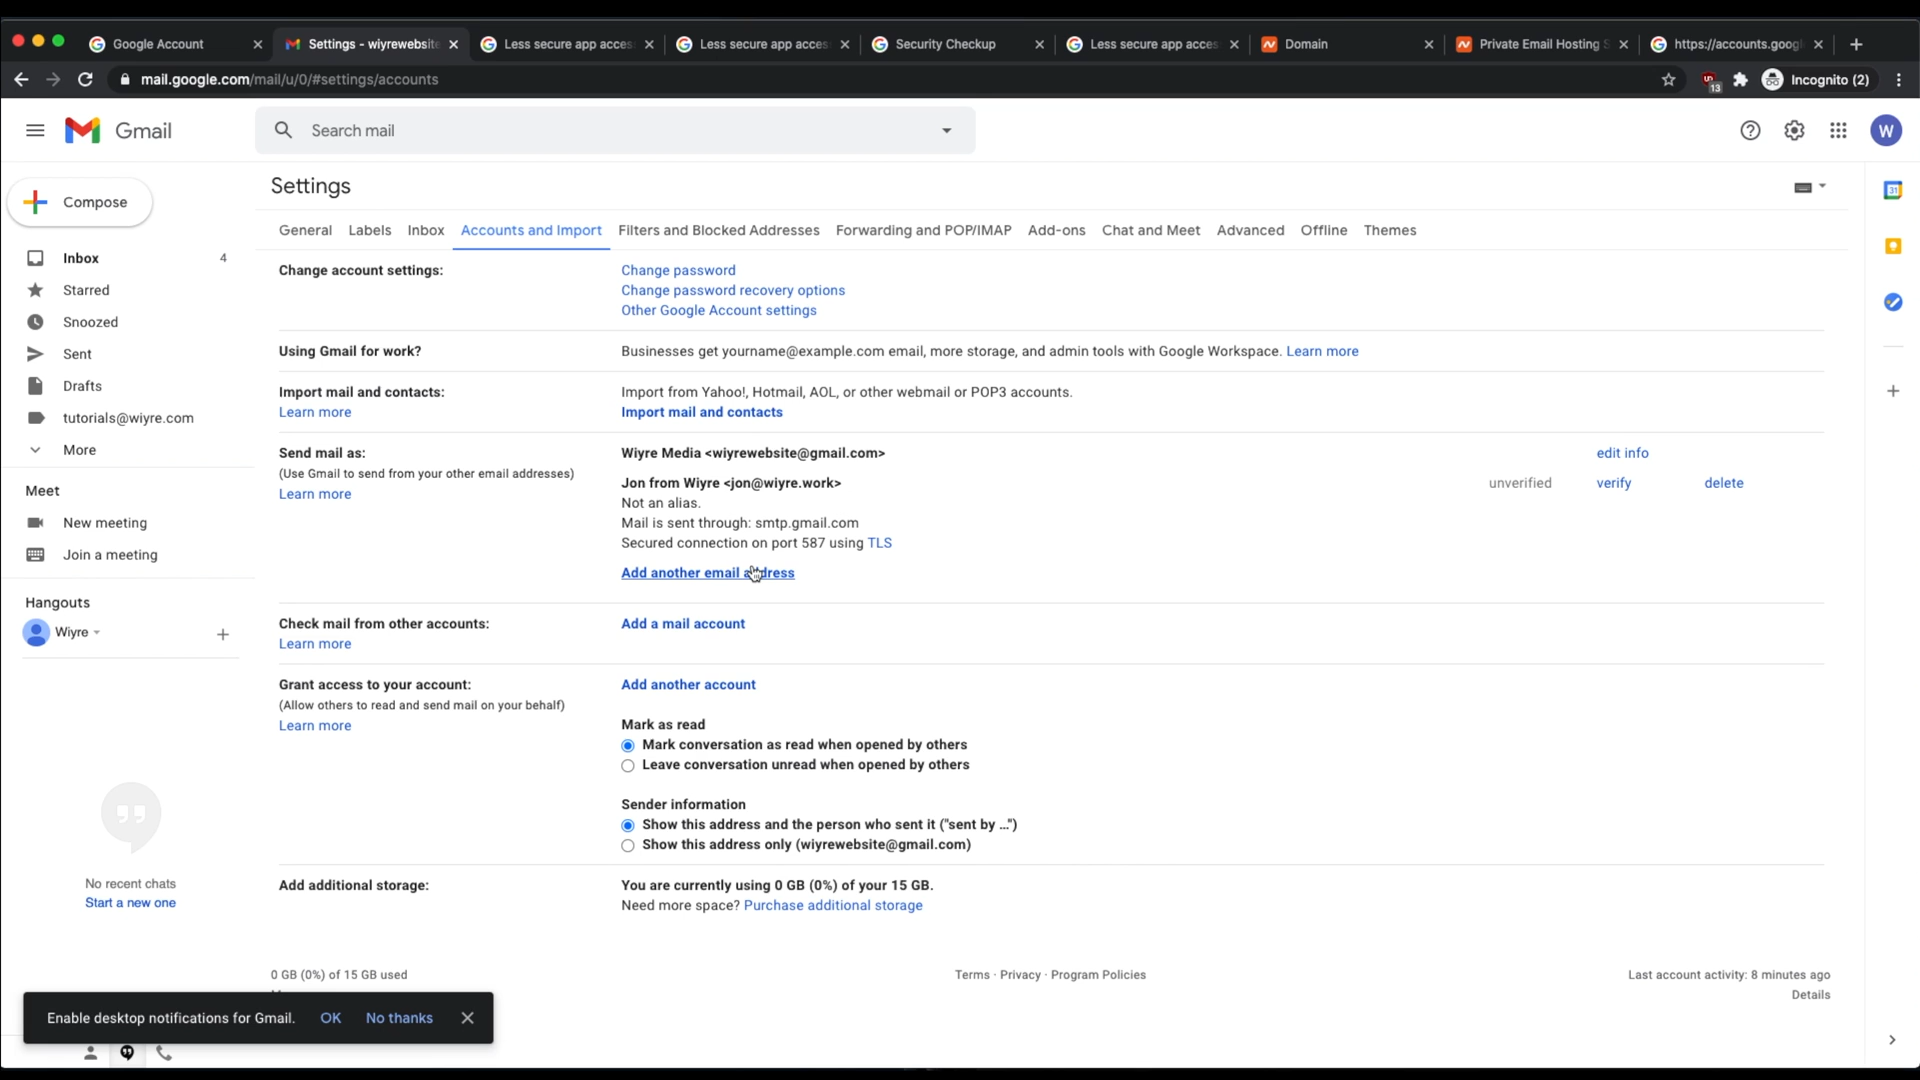 Google Account
Settings - wiyrewebsite
Less secure app acces
Less secure app acces
Security Checkup
Less secure app acces
Domain
Private Email Hosting S
https://accounts.googl
mail.google.com/mail/u/0/#settings/accounts
13
Incognito (2)
Gmail
Search mail
W
Compose
Inbox 4
Starred
Snoozed
Sent
Drafts
tutorials@wiyre.com
More
Meet
New meeting
Join a meeting
Hangouts
Wiyre
No recent chats
Start a new one
Settings
General Labels Inbox Accounts and Import Filters and Blocked Addresses Forwarding and POP/IMAP Add-ons Chat and Meet Advanced Offline Themes
Change account settings:
Change password
Change password recovery options
Other Google Account settings
Using Gmail for work?
Businesses get yourname@example.com email, more storage, and admin tools with Google Workspace. Learn more
Import mail and contacts:
Learn more
Import from Yahoo!, Hotmail, AOL, or other webmail or POP3 accounts.
Import mail and contacts
Send mail as:
(Use Gmail to send from your other email addresses)
Learn more
Wiyre Media <wiyrewebsite@gmail.com> edit info
Jon from Wiyre <jon@wiyre.work> unverified verify delete
Not an alias.
Mail is sent through: smtp.gmail.com
Secured connection on port 587 using TLS
Add another email address
Check mail from other accounts:
Learn more
Add a mail account
Grant access to your account:
(Allow others to read and send mail on your behalf)
Learn more
Add another account
Mark as read
Mark conversation as read when opened by others
Leave conversation unread when opened by others
Sender information
Show this address and the person who sent it ("sent by ...")
Show this address only (wiyrewebsite@gmail.com)
Add additional storage:
You are currently using 0 GB (0%) of your 15 GB.
Need more space? Purchase additional storage
0 GB (0%) of 15 GB used
Terms · Privacy · Program Policies
Last account activity: 8 minutes ago
Details
Enable desktop notifications for Gmail. OK No thanks
31